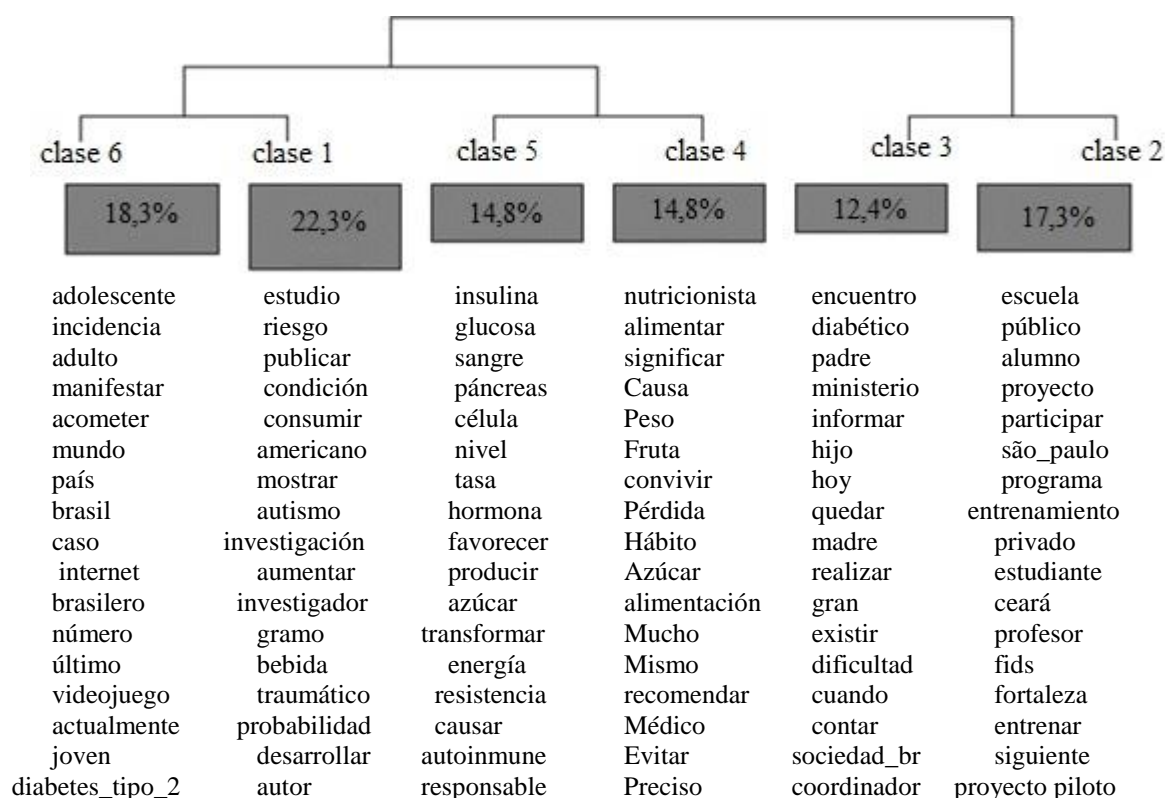 clase 6 clase 1 clase 5 clase 4 clase 3 clase 2
18,3% 22,3% 14,8% 14,8% 12,4% 17,3%
adolescente estudio insulina nutricionista encuentro escuela
incidencia riesgo glucosa alimentar diabético público
adulto publicar sangre significar padre alumno
manifestar condición páncreas Causa ministerio proyecto
acometer consumir célula Peso informar participar
mundo americano nivel Fruta hijo são_paulo
país mostrar tasa convivir hoy programa
brasil autismo hormona Pérdida quedar entrenamiento
caso investigación favorecer Hábito madre privado
internet aumentar producir Azúcar realizar estudiante
brasilero investigador azúcar alimentación gran ceará
número gramo transformar Mucho existir profesor
último bebida energía Mismo dificultad fids
videojuego traumático resistencia recomendar cuando fortaleza
actualmente probabilidad causar Médico contar entrenar
joven desarrollar autoinmune Evitar sociedad_br siguiente
diabetes_tipo_2 autor responsable Preciso coordinador proyecto piloto